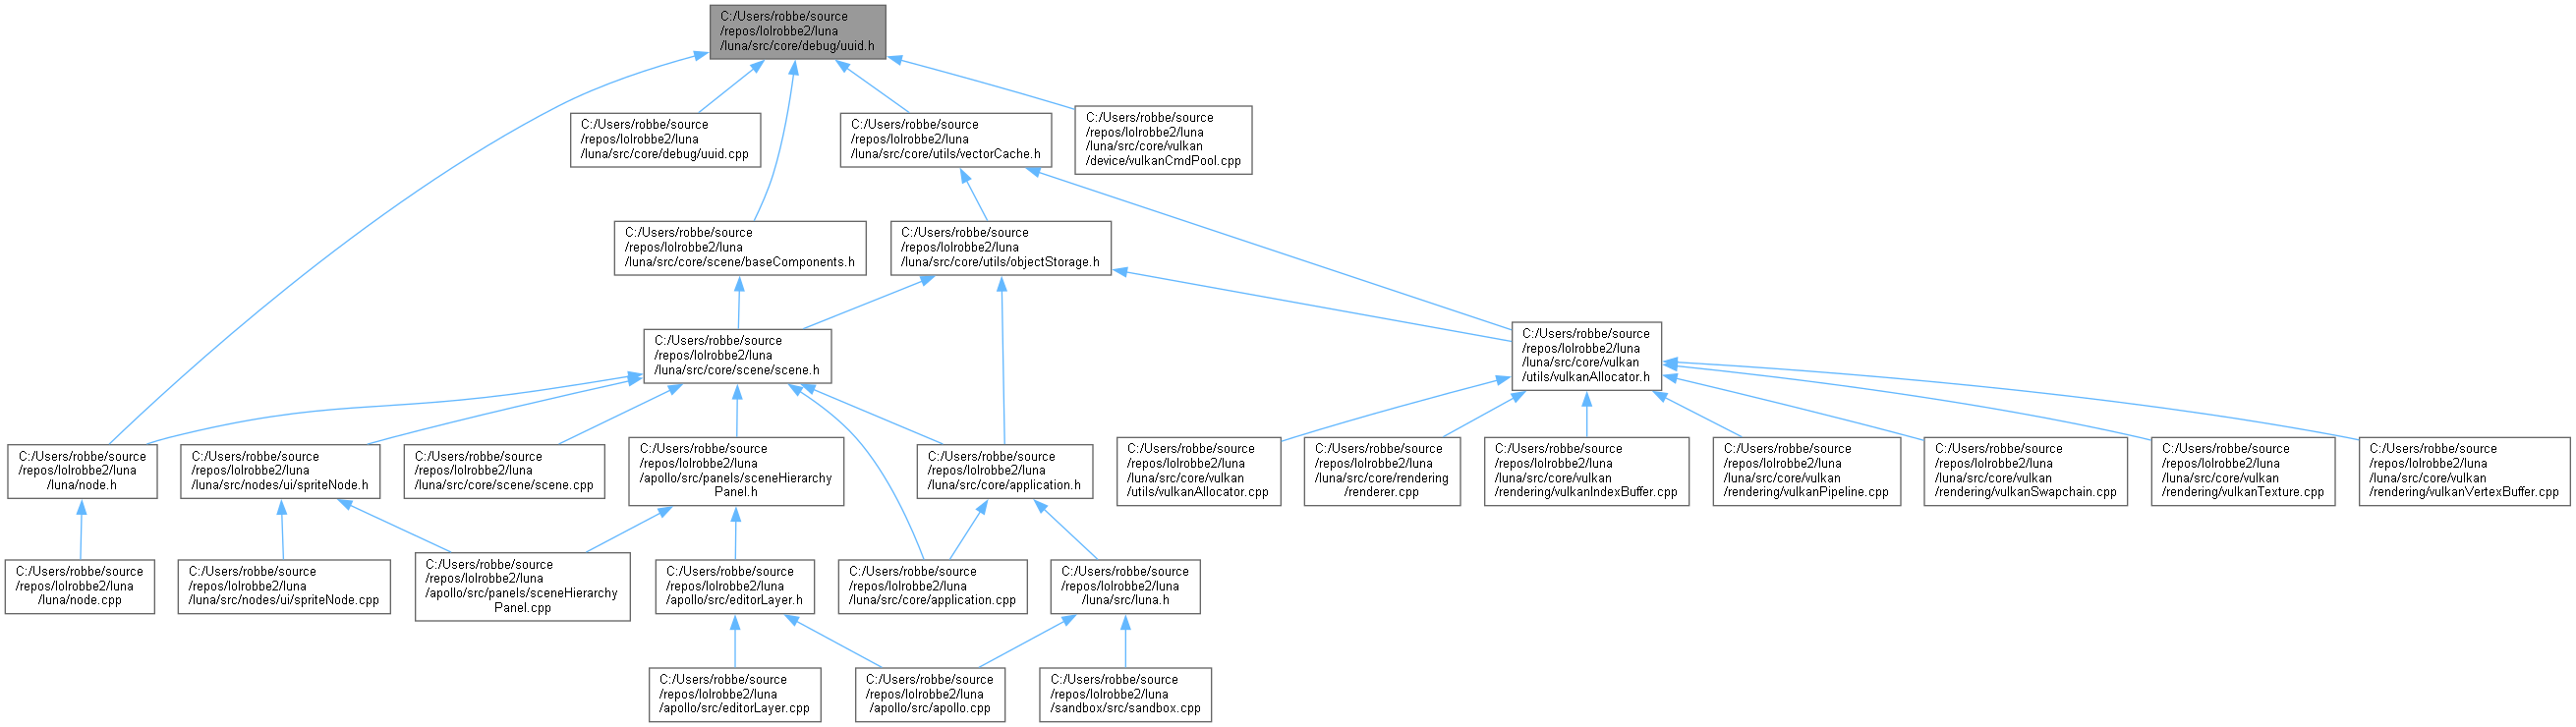 C:/Users/robbe/source
/repos/lolrobbe2/luna
/luna/src/core/debug/uuid.h
C:/Users/robbe/source
/repos/lolrobbe2/luna
/luna/src/core/debug/uuid.cpp
C:/Users/robbe/source
/repos/lolrobbe2/luna
/luna/src/core/utils/vectorCache.h
C:/Users/robbe/source
/repos/lolrobbe2/luna
/luna/src/core/vulkan
/device/vulkanCmdPool.cpp
C:/Users/robbe/source
/repos/lolrobbe2/luna
/luna/src/core/scene/baseComponents.h
C:/Users/robbe/source
/repos/lolrobbe2/luna
/luna/src/core/utils/objectStorage.h
C:/Users/robbe/source
/repos/lolrobbe2/luna
/luna/src/core/scene/scene.h
C:/Users/robbe/source
/repos/lolrobbe2/luna
/luna/src/core/vulkan
/utils/vulkanAllocator.h
C:/Users/robbe/source
/repos/lolrobbe2/luna
/luna/node.h
C:/Users/robbe/source
/repos/lolrobbe2/luna
/luna/src/nodes/ui/spriteNode.h
C:/Users/robbe/source
/repos/lolrobbe2/luna
/luna/src/core/scene/scene.cpp
C:/Users/robbe/source
/repos/lolrobbe2/luna
/apollo/src/panels/sceneHierarchy
Panel.h
C:/Users/robbe/source
/repos/lolrobbe2/luna
/luna/src/core/application.h
C:/Users/robbe/source
/repos/lolrobbe2/luna
/luna/src/core/vulkan
/utils/vulkanAllocator.cpp
C:/Users/robbe/source
/repos/lolrobbe2/luna
/luna/src/core/rendering
/renderer.cpp
C:/Users/robbe/source
/repos/lolrobbe2/luna
/luna/src/core/vulkan
/rendering/vulkanIndexBuffer.cpp
C:/Users/robbe/source
/repos/lolrobbe2/luna
/luna/src/core/vulkan
/rendering/vulkanPipeline.cpp
C:/Users/robbe/source
/repos/lolrobbe2/luna
/luna/src/core/vulkan
/rendering/vulkanSwapchain.cpp
C:/Users/robbe/source
/repos/lolrobbe2/luna
/luna/src/core/vulkan
/rendering/vulkanTexture.cpp
C:/Users/robbe/source
/repos/lolrobbe2/luna
/luna/src/core/vulkan
/rendering/vulkanVertexBuffer.cpp
C:/Users/robbe/source
/repos/lolrobbe2/luna
/luna/node.cpp
C:/Users/robbe/source
/repos/lolrobbe2/luna
/luna/src/nodes/ui/spriteNode.cpp
C:/Users/robbe/source
/repos/lolrobbe2/luna
/apollo/src/panels/sceneHierarchy
Panel.cpp
C:/Users/robbe/source
/repos/lolrobbe2/luna
/apollo/src/editorLayer.h
C:/Users/robbe/source
/repos/lolrobbe2/luna
/luna/src/core/application.cpp
C:/Users/robbe/source
/repos/lolrobbe2/luna
/luna/src/luna.h
C:/Users/robbe/source
/repos/lolrobbe2/luna
/apollo/src/editorLayer.cpp
C:/Users/robbe/source
/repos/lolrobbe2/luna
/apollo/src/apollo.cpp
C:/Users/robbe/source
/repos/lolrobbe2/luna
/sandbox/src/sandbox.cpp